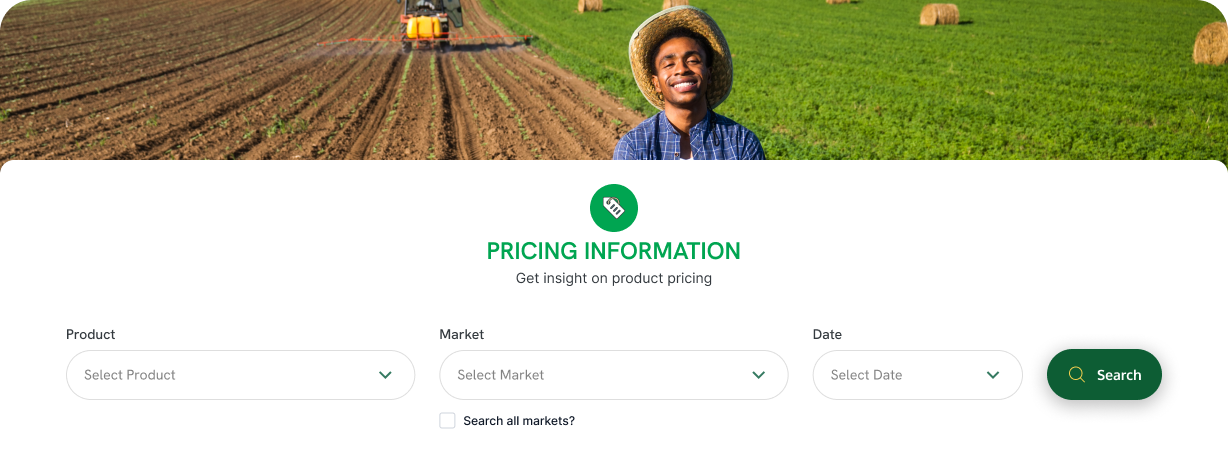 PRICING INFORMATION
Get insight on product pricing
Product
Market
Date
Select Product
Select Market
Select Date
Search
Search all markets?